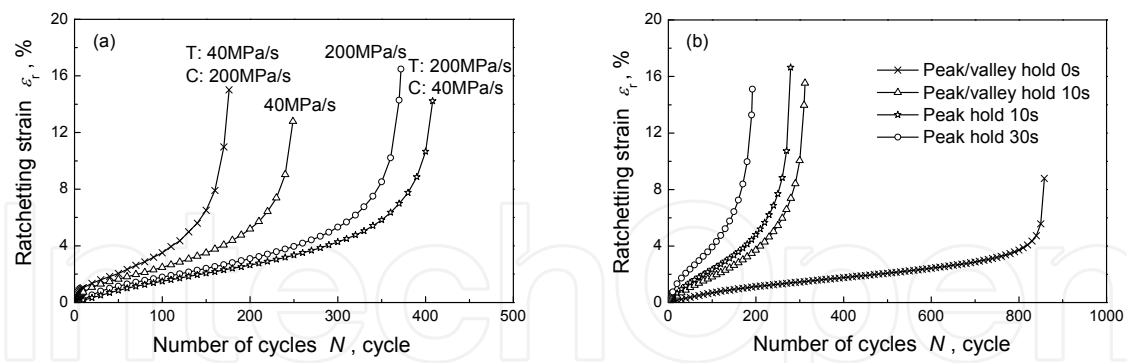 (a)
20
16
12
8
4
0
0 100 200 300 400 500
Ratchetting strain εr, %
Number of cycles N, cycle
T: 40MPa/s
C: 200MPa/s
40MPa/s
200MPa/s
T: 200MPa/s
C: 40MPa/s
(b)
20
16
12
8
4
0
0 200 400 600 800 1000
Ratchetting strain εr, %
Number of cycles N, cycle
Peak/valley hold 0s
Peak/valley hold 10s
Peak hold 10s
Peak hold 30s
IntechOpen